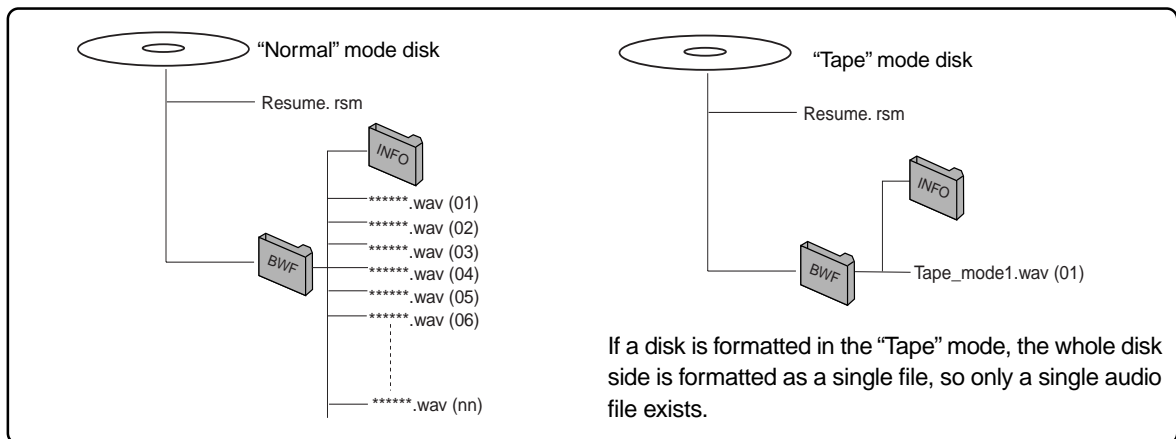 “Normal” mode disk
Resume. rsm
INFO
******.wav (01)
******.wav (02)
******.wav (03)
******.wav (04)
******.wav (05)
******.wav (06)
******.wav (nn)
BWF
“Tape” mode disk
Resume. rsm
INFO
BWF
Tape_mode1.wav (01)
If a disk is formatted in the “Tape” mode, the whole disk
side is formatted as a single file, so only a single audio
file exists.